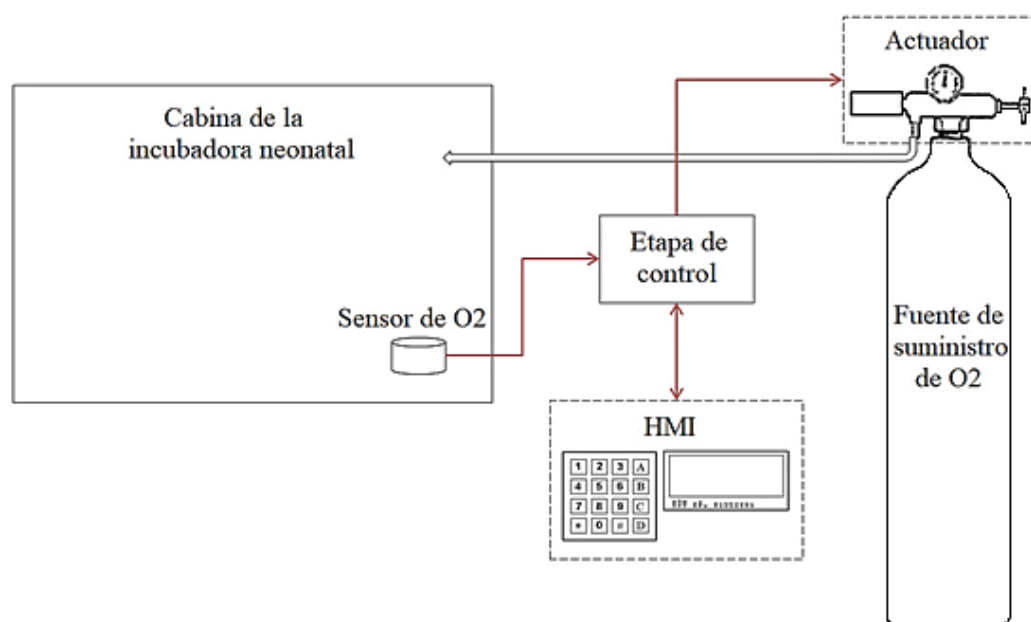 Actuador
Cabina de la
incubadora neonatal
Etapa de
control
Sensor de O2
Fuente de
suministro
de O2
HMI
1 2 3 A
4 5 6 B
7 8 9 C
* 0 # D